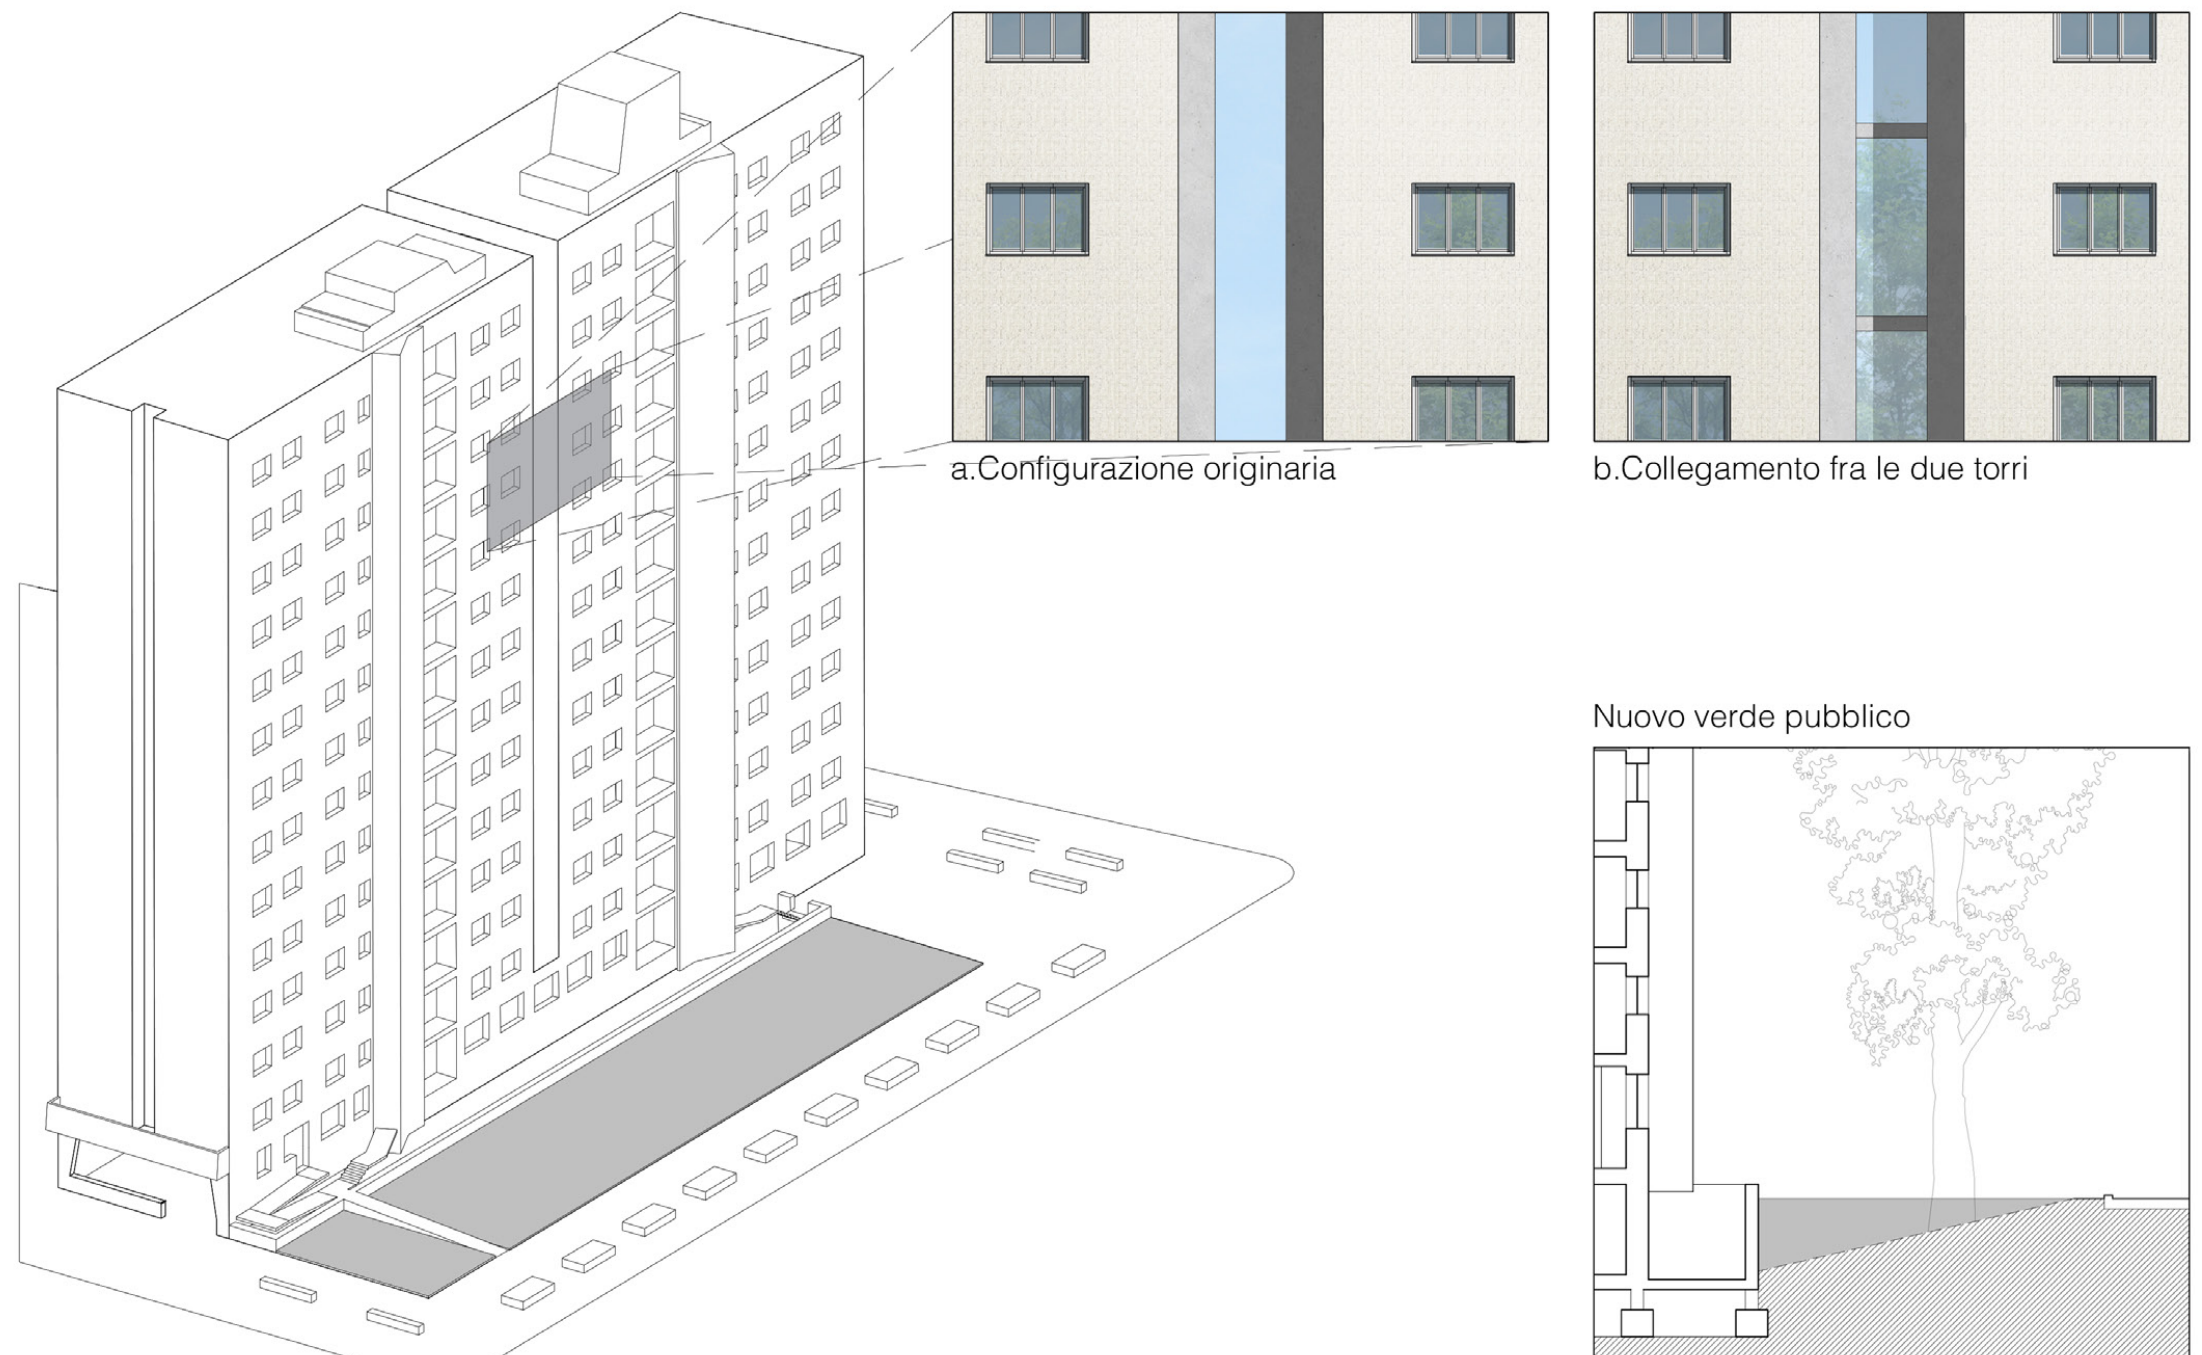 a.Configurazione originaria
b.Collegamento fra le due torri
Nuovo verde pubblico